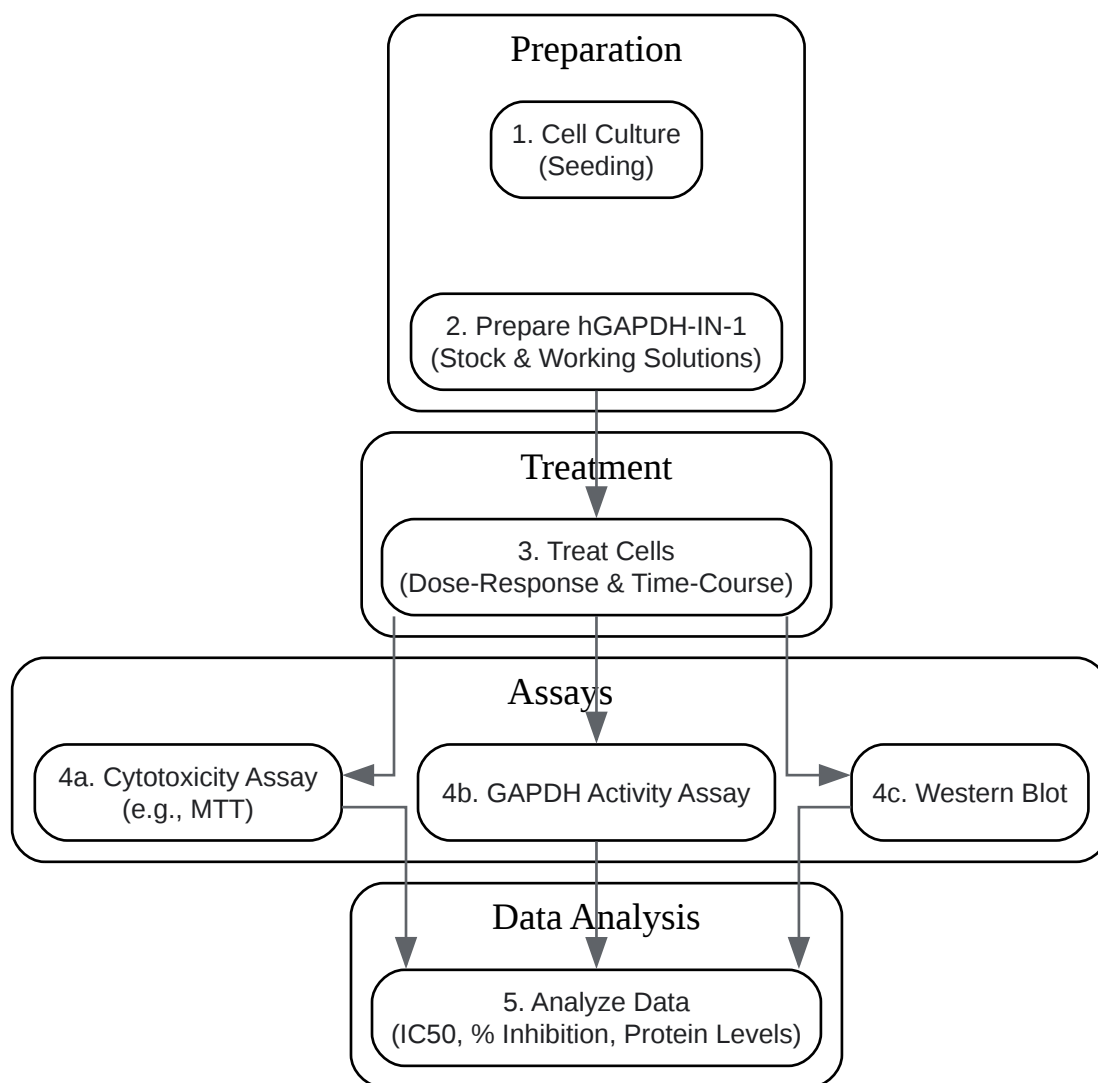 Preparation
1. Cell Culture
(Seeding)
2. Prepare hGAPDH-IN-1
(Stock & Working Solutions)
Treatment
3. Treat Cells
(Dose-Response & Time-Course)
Assays
4a. Cytotoxicity Assay
(e.g., MTT)
4b. GAPDH Activity Assay
4c. Western Blot
Data Analysis
5. Analyze Data
(IC50, % Inhibition, Protein Levels)